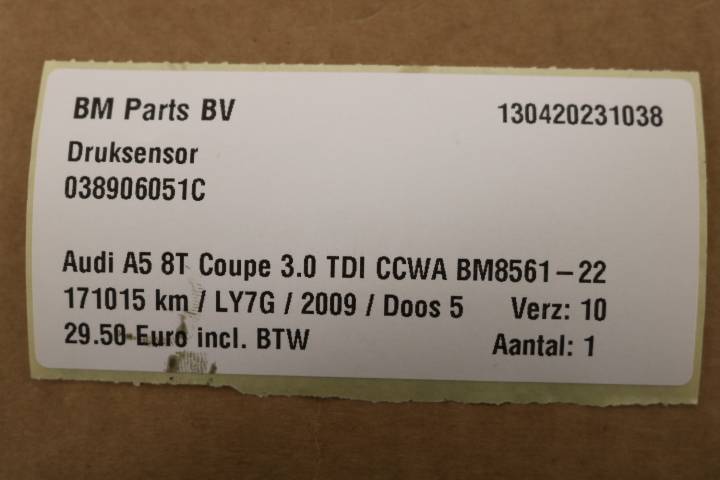 BM Parts BV 130420231038
Druksensor
038906051C
Audi A5 8T Coupe 3.0 TDI CCWA BM8561-22
171015 km / LY7G / 2009 / Doos 5 Verz: 10
29.50 Euro incl. BTW Aantal: 1